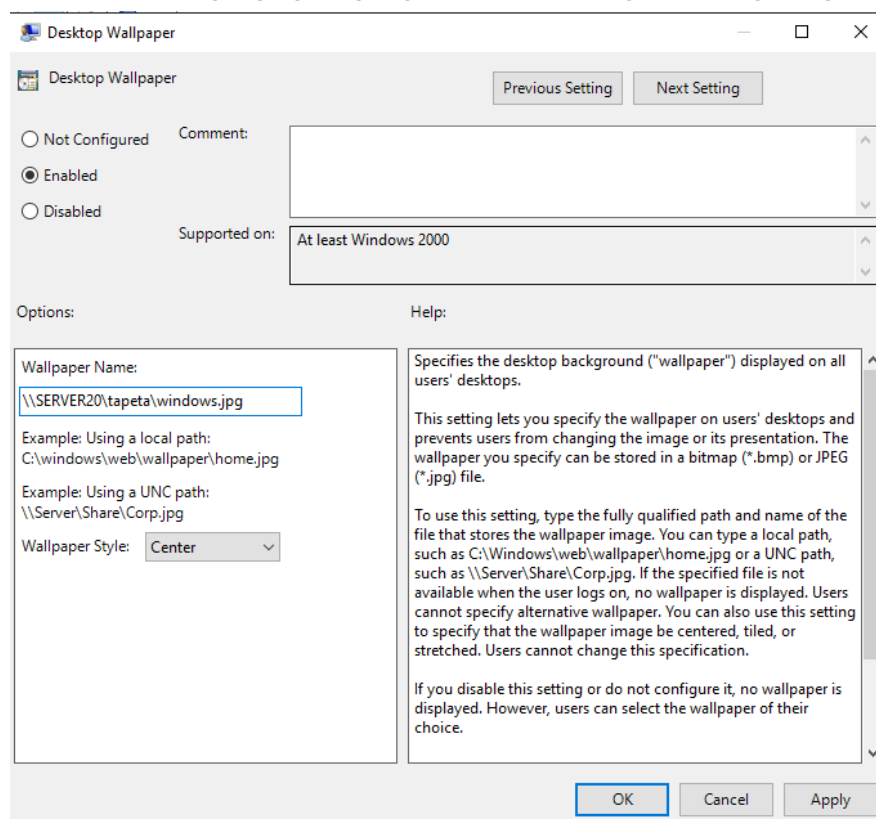 Desktop Wallpaper
Desktop Wallpaper
Previous Setting
Next Setting
Not Configured
Enabled
Disabled
Comment:
Supported on:
At least Windows 2000
Options:
Help:
Wallpaper Name:
\\SERVER20\tapeta\windows.jpg
Example: Using a local path:
C:\windows\web\wallpaper\home.jpg
Example: Using a UNC path:
\\Server\Share\Corp.jpg
Wallpaper Style:
Center
Specifies the desktop background ("wallpaper") displayed on all
users' desktops.
This setting lets you specify the wallpaper on users' desktops and
prevents users from changing the image or its presentation. The
wallpaper you specify can be stored in a bitmap (*.bmp) or JPEG
(*.jpg) file.
To use this setting, type the fully qualified path and name of the
file that stores the wallpaper image. You can type a local path,
such as C:\Windows\web\wallpaper\home.jpg or a UNC path,
such as \\Server\Share\Corp.jpg. If the specified file is not
available when the user logs on, no wallpaper is displayed. Users
cannot specify alternative wallpaper. You can also use this setting
to specify that the wallpaper image be centered, tiled, or
stretched. Users cannot change this specification.
If you disable this setting or do not configure it, no wallpaper is
displayed. However, users can select the wallpaper of their
choice.
OK
Cancel
Apply